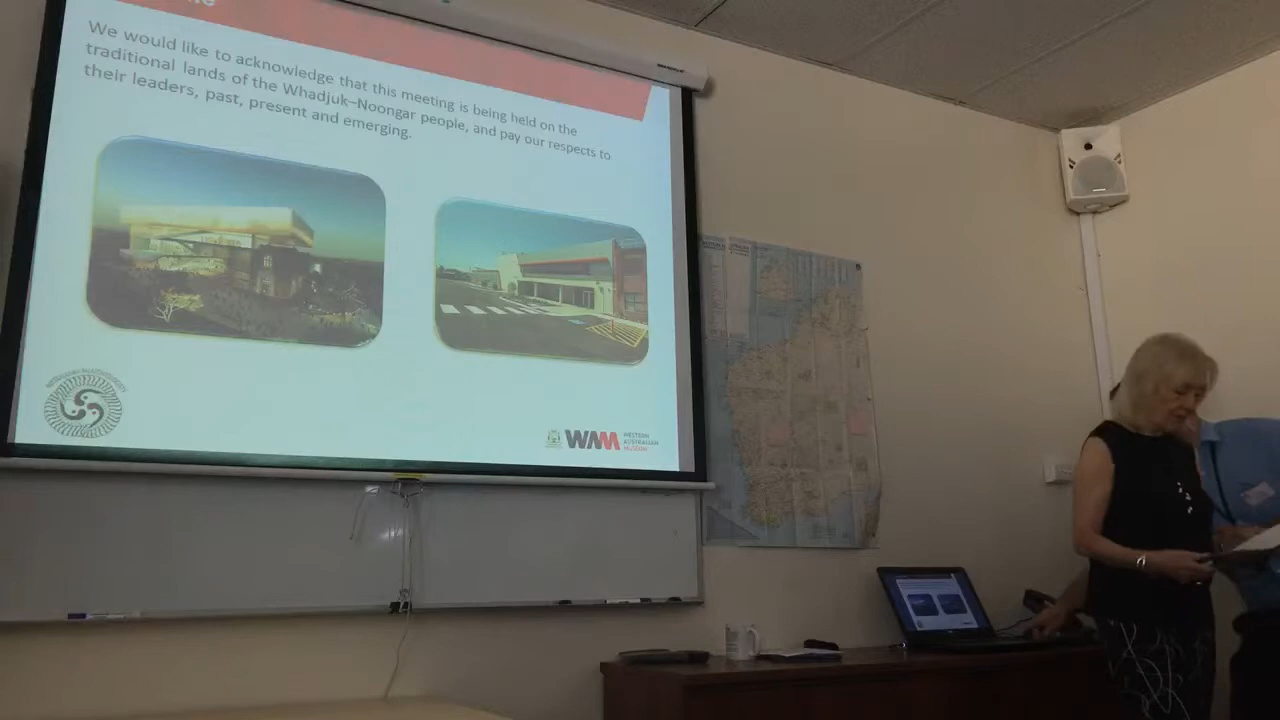 We would like to acknowledge that this meeting is being held on the
traditional lands of the Whadjuk–Noongar people, and pay our respects to
their leaders, past, present and emerging.
WAM
WESTERN
AUSTRALIAN
MUSEUM